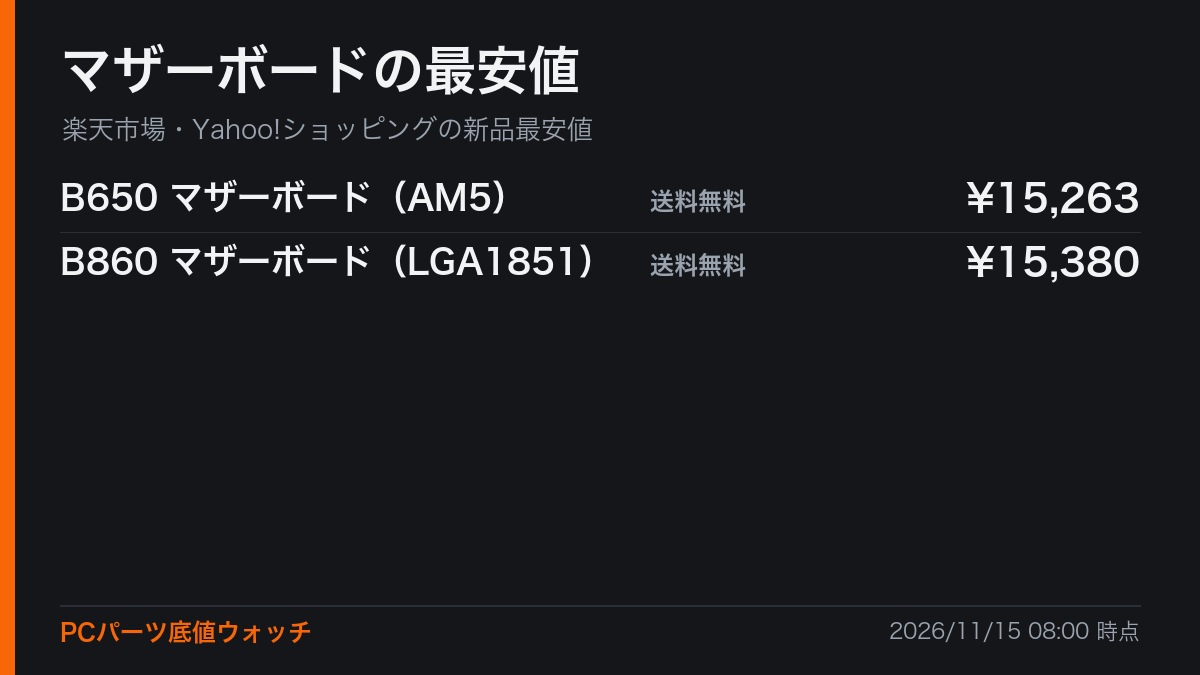 マザーボードの最安値
楽天市場・Yahoo!ショッピングの新品最安値
B650 マザーボード（AM5） 送料無料 ¥15,263
B860 マザーボード（LGA1851） 送料無料 ¥15,380
PCパーツ底値ウォッチ 2026/11/15 08:00 時点